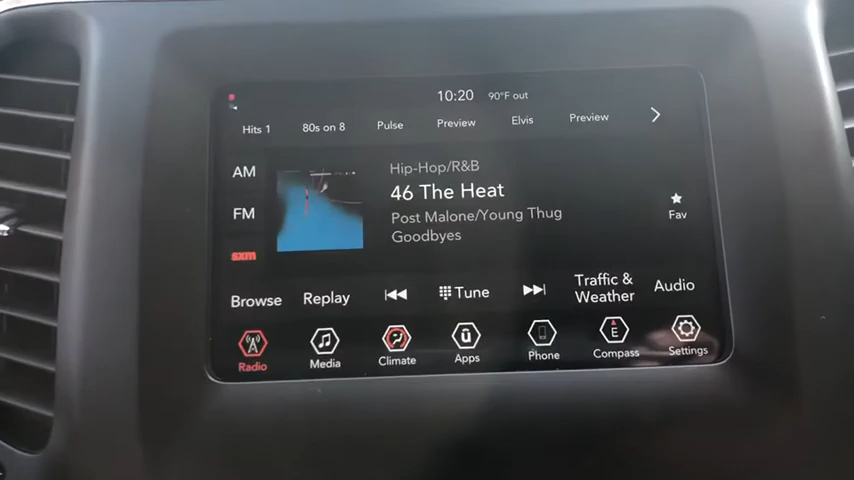 10:20 90°F out
Hits 1 80s on 8 Pulse Preview Elvis Preview
AM
FM
sxm
Hip-Hop/R&B
46 The Heat
Post Malone/Young Thug
Goodbyes
Fav
Browse Replay Tune Traffic & Weather Audio
E
Radio Media Climate Apps Phone Compass Settings